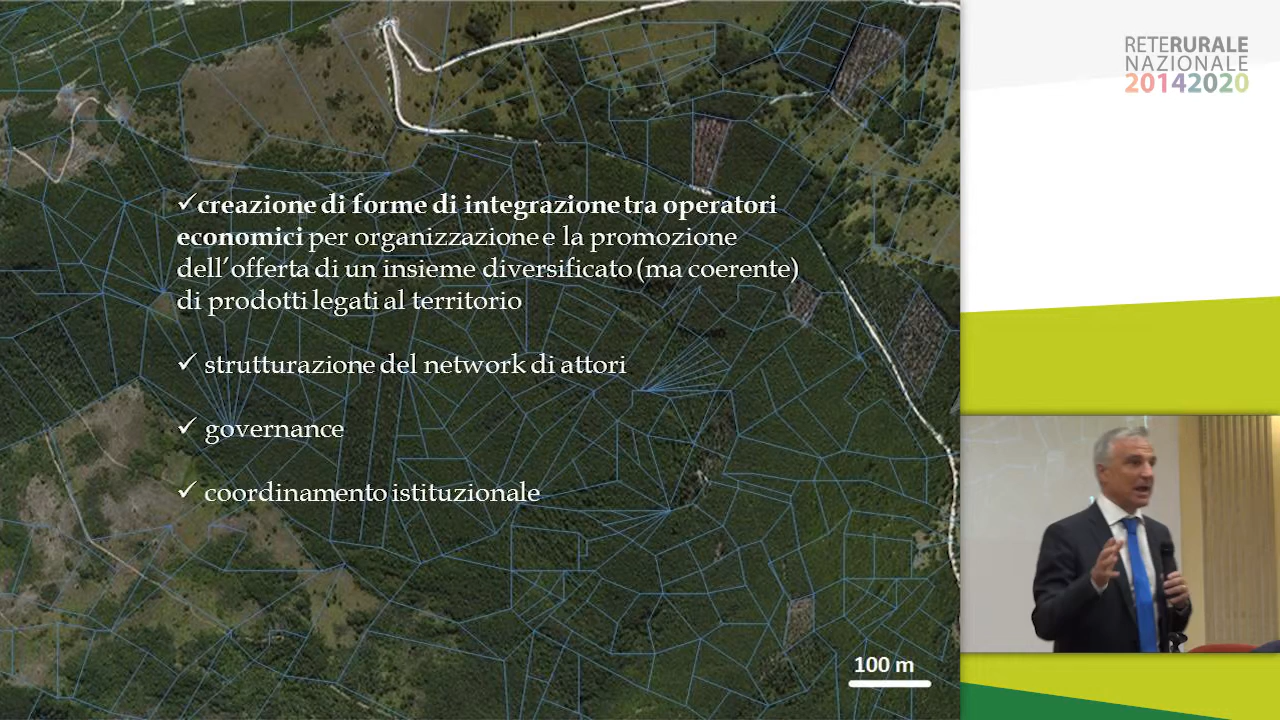 ✓creazione di forme di integrazione tra operatori
economici per organizzazione e la promozione
dell'offerta di un insieme diversificato (ma coerente)
di prodotti legati al territorio
✓ strutturazione del network di attori
✓ governance
✓ coordinamento istituzionale
100 m
RETERURALE
NAZIONALE
20142020